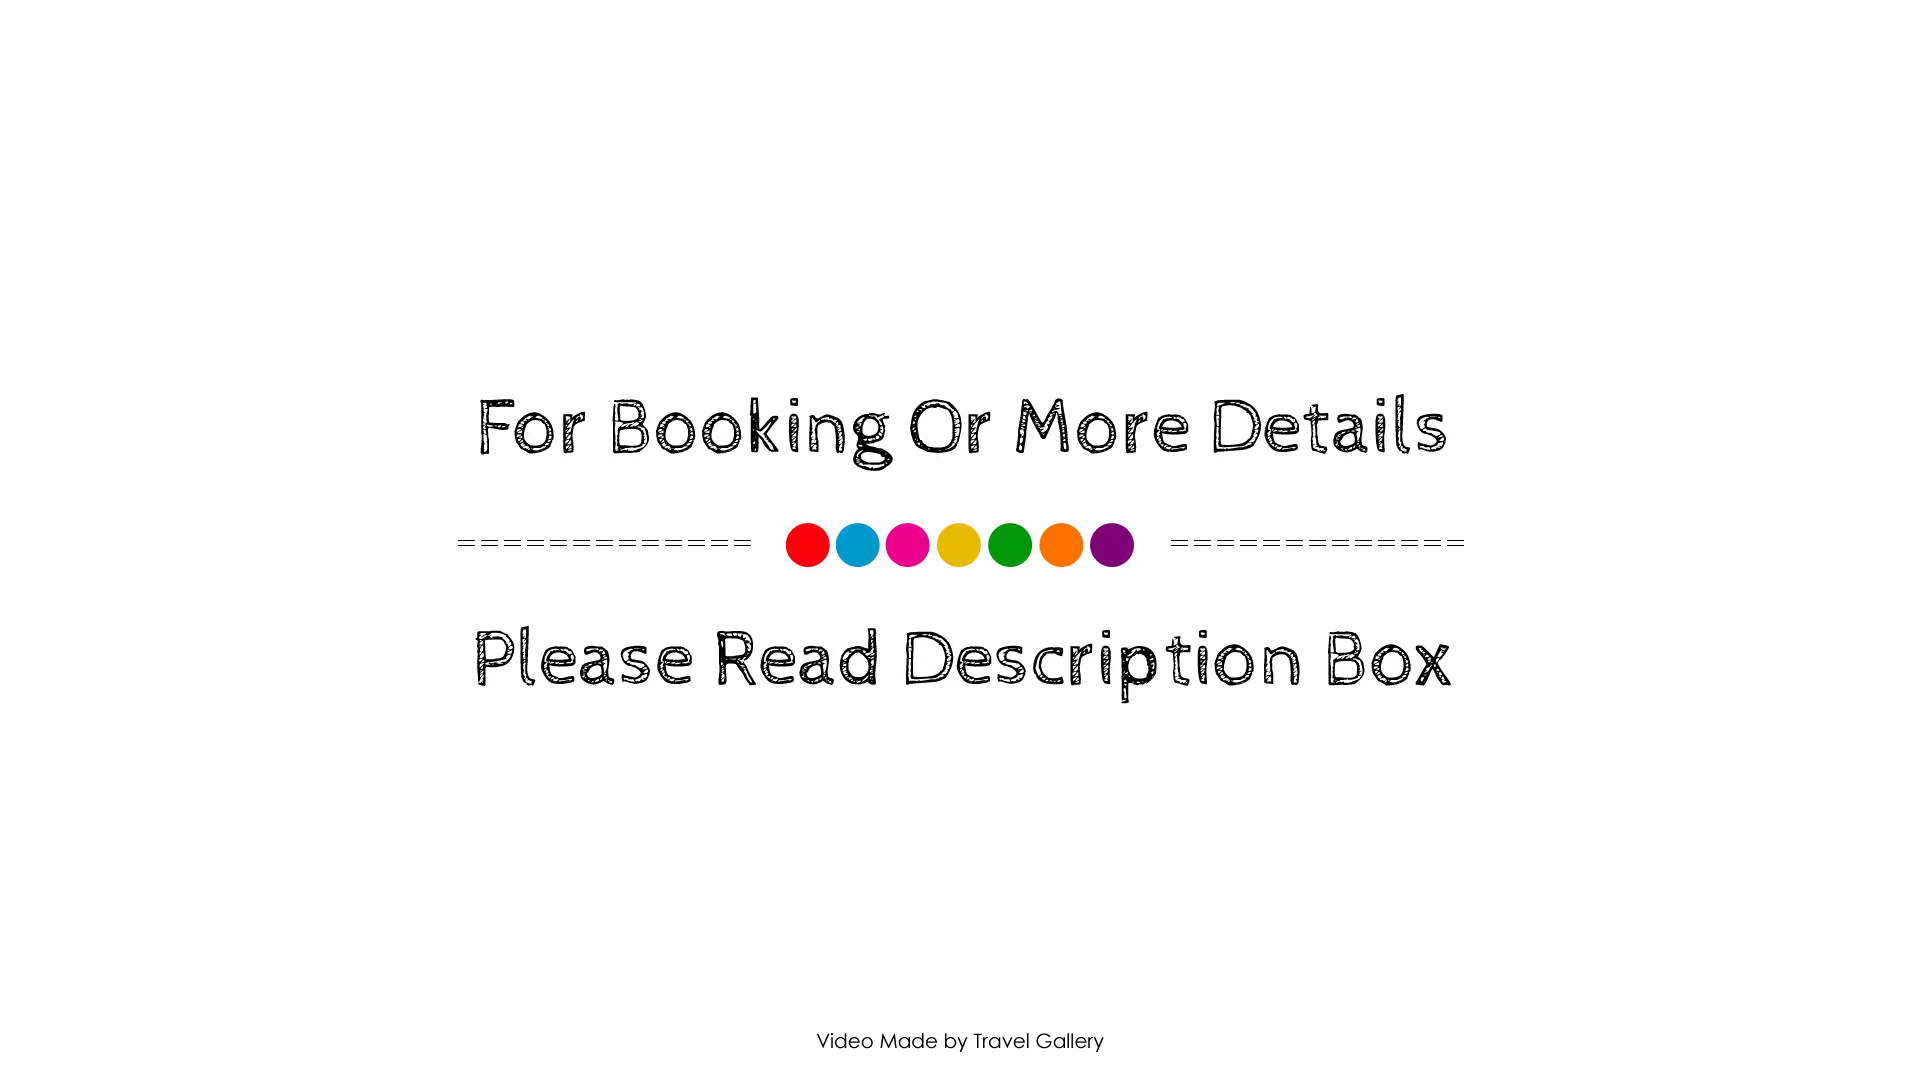 For Booking Or More Details
============= =============
Please Read Description Box
Video Made by Travel Gallery